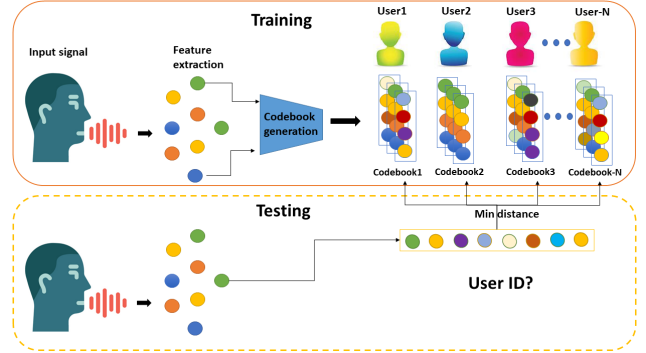 Training
User1 User2 User3 User-N
Input signal
Feature
extraction
Codebook
generation
Codebook1 Codebook2 Codebook3 Codebook-N
Testing
Min distance
User ID?